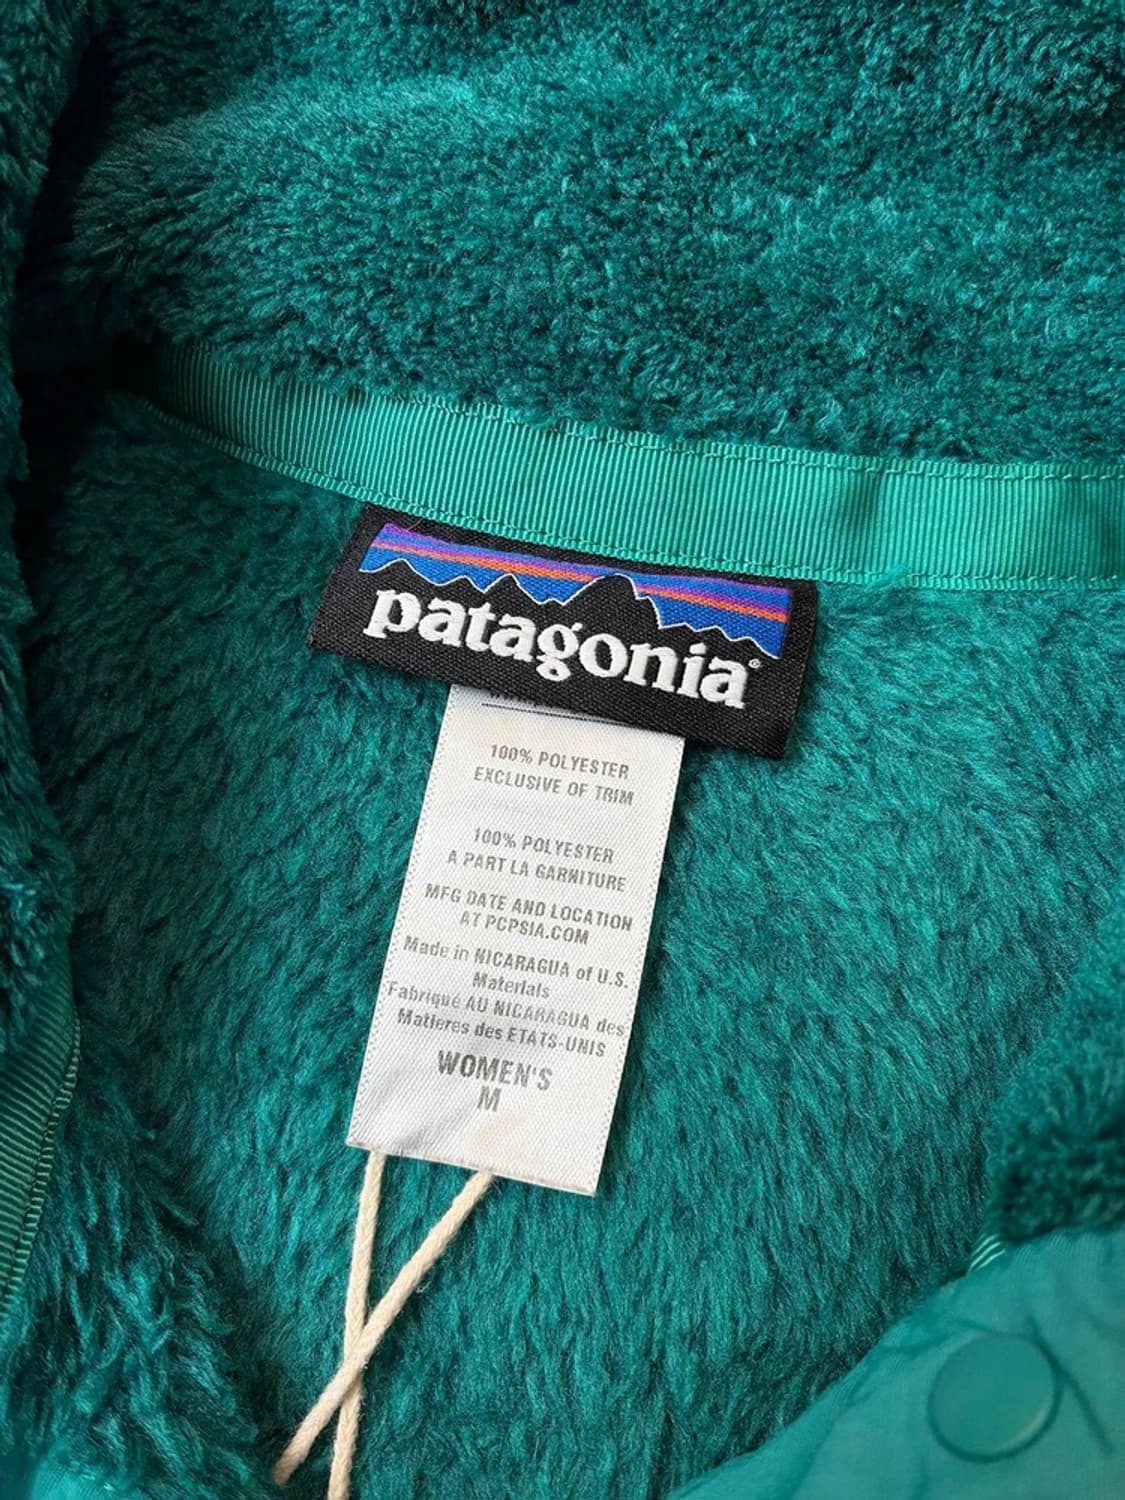 patagonia®
100% POLYESTER
EXCLUSIVE OF TRIM
100% POLYESTER
A PART LA GARNITURE
MFG DATE AND LOCATION
AT PCPSIA.COM
Made in NICARAGUA of U.S.
Materials
Fabriqué AU NICARAGUA des
Matieres des ETATS-UNIS
WOMEN'S
M